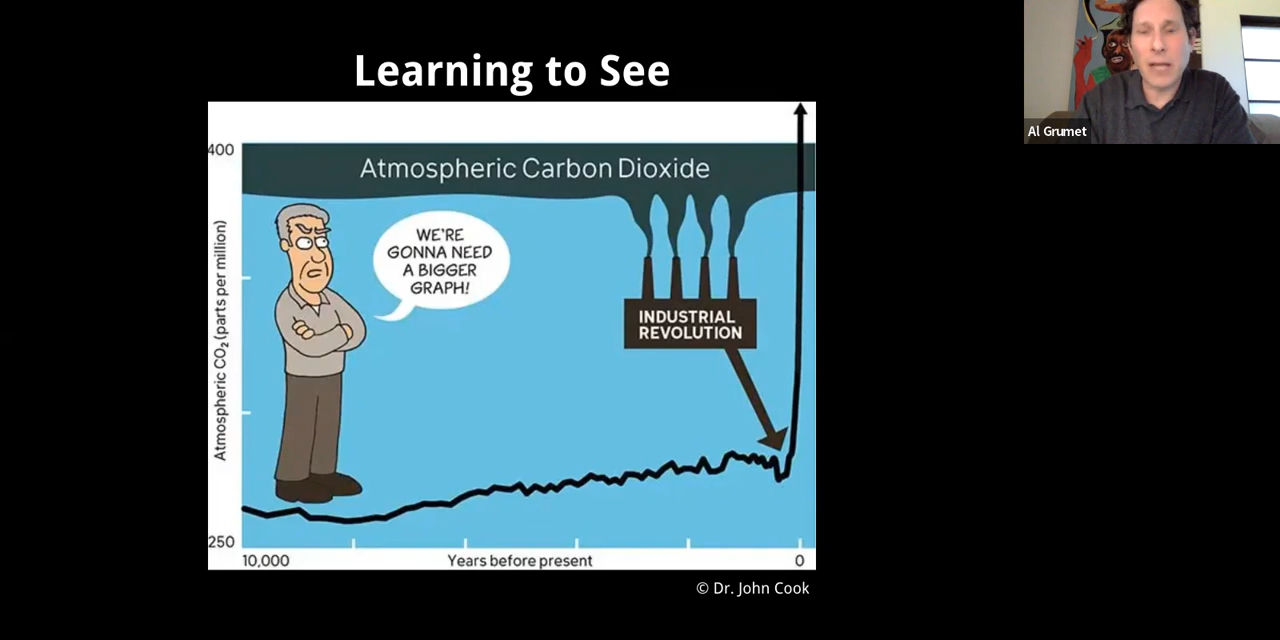 Learning to See
400
Atmospheric Carbon Dioxide
WE'RE
GONNA NEED
A BIGGER
GRAPH!
INDUSTRIAL
REVOLUTION
Atmospheric CO₂ (parts per million)
250
10,000
Years before present
0
© Dr. John Cook
Al Grumet